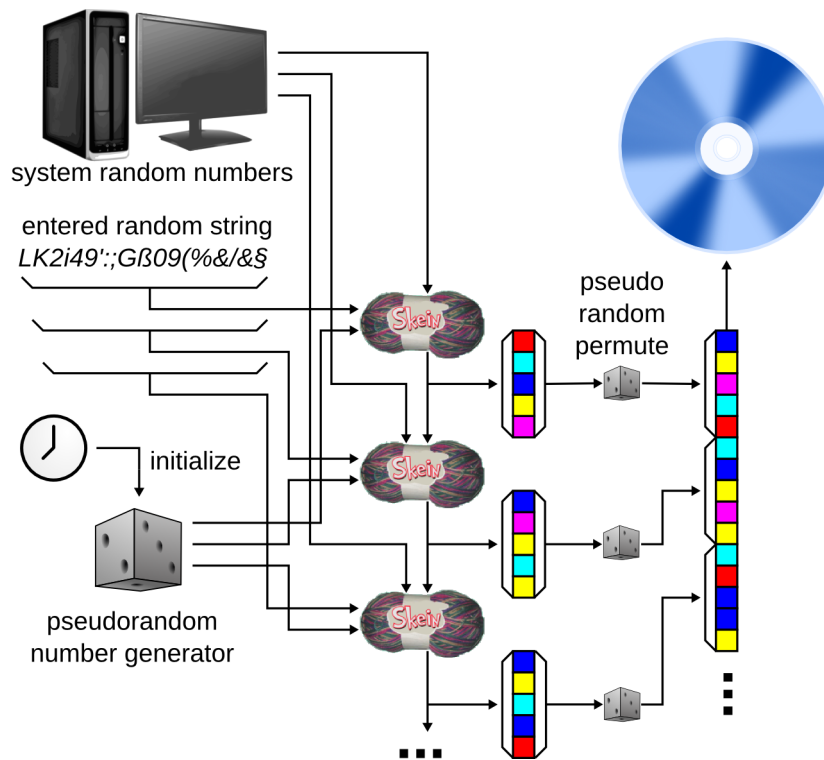 system random numbers
entered random string
LK2i49':;Gß09(%&/&§
Skein
pseudo
random
permute
initialize
Skein
pseudorandom
number generator
Skein